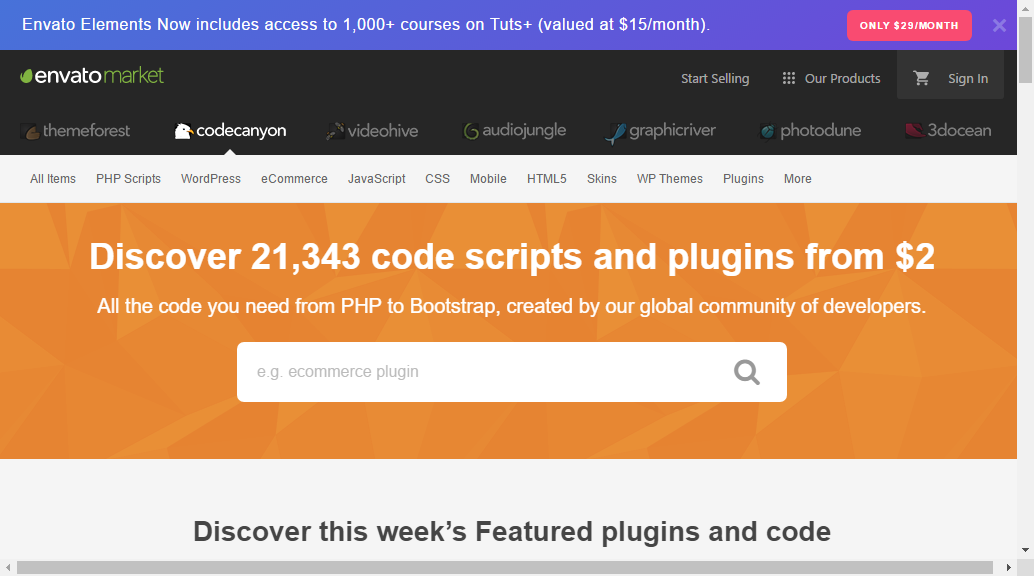 Envato Elements Now includes access to 1,000+ courses on Tuts+ (valued at $15/month).
ONLY $29/MONTH
envatomarket
Start Selling
Our Products
Sign In
themeforest
codecanyon
videohive
audiojungle
graphicriver
photodune
3docean
All Items
PHP Scripts
WordPress
eCommerce
JavaScript
CSS
Mobile
HTML5
Skins
WP Themes
Plugins
More
Discover 21,343 code scripts and plugins from $2
All the code you need from PHP to Bootstrap, created by our global community of developers.
e.g. ecommerce plugin
Discover this week’s Featured plugins and code